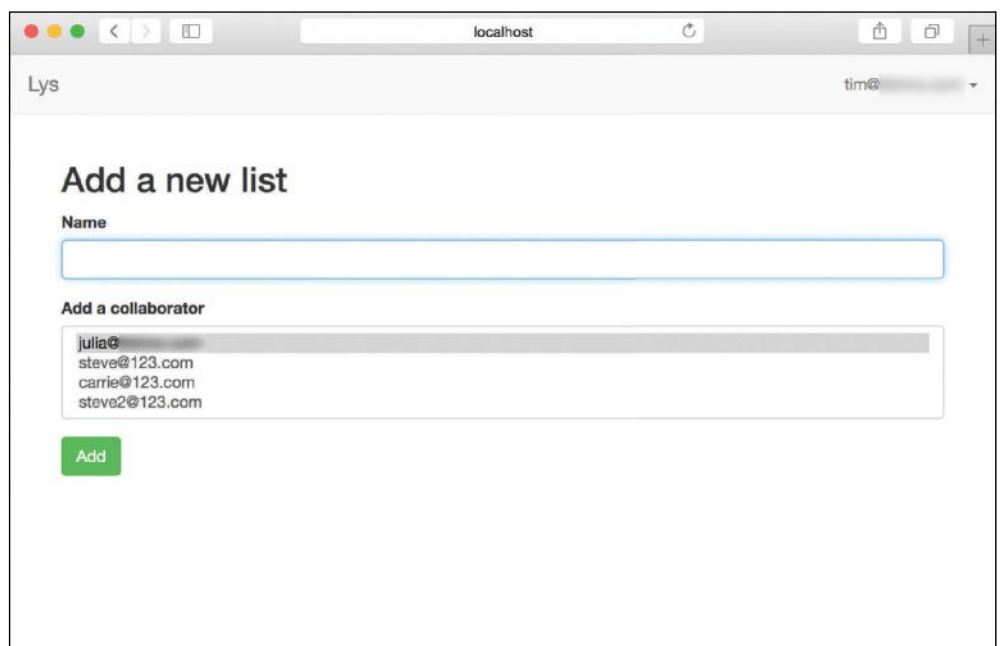 localhost
Lys
tim@
Add a new list
Name
Add a collaborator
julia@
steve@123.com
carrie@123.com
steve2@123.com
Add